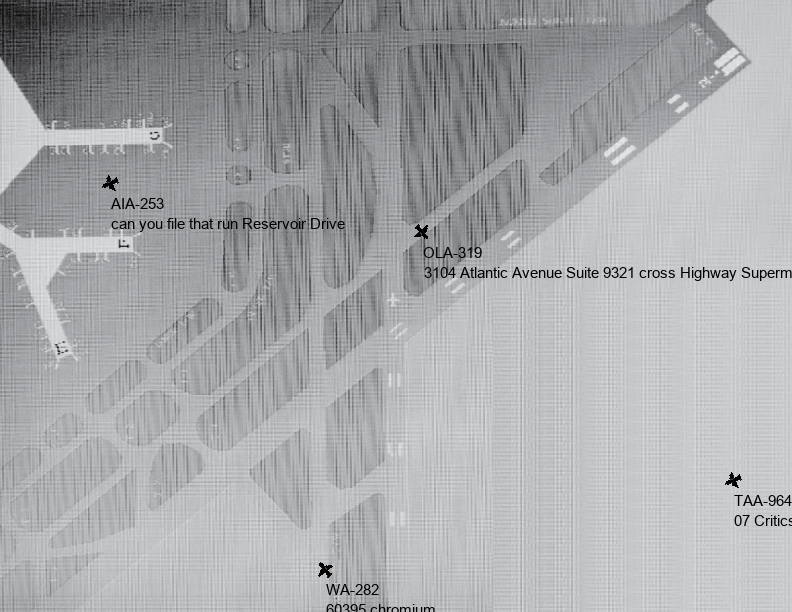 AIA-253
can you file that run Reservoir Drive
OLA-319
3104 Atlantic Avenue Suite 9321 cross Highway Superm
TAA-964
07 Critics
WA-282
60395 chromium
G
F